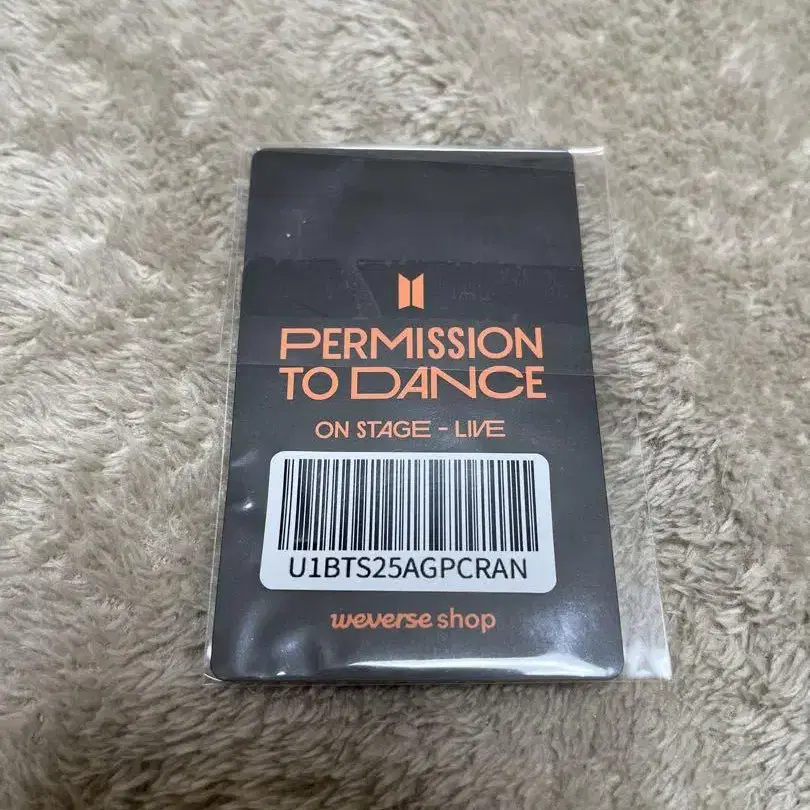 PERMISSION
TO DANCE
ON STAGE - LIVE
U1BTS25AGPCRAN
weverse shop